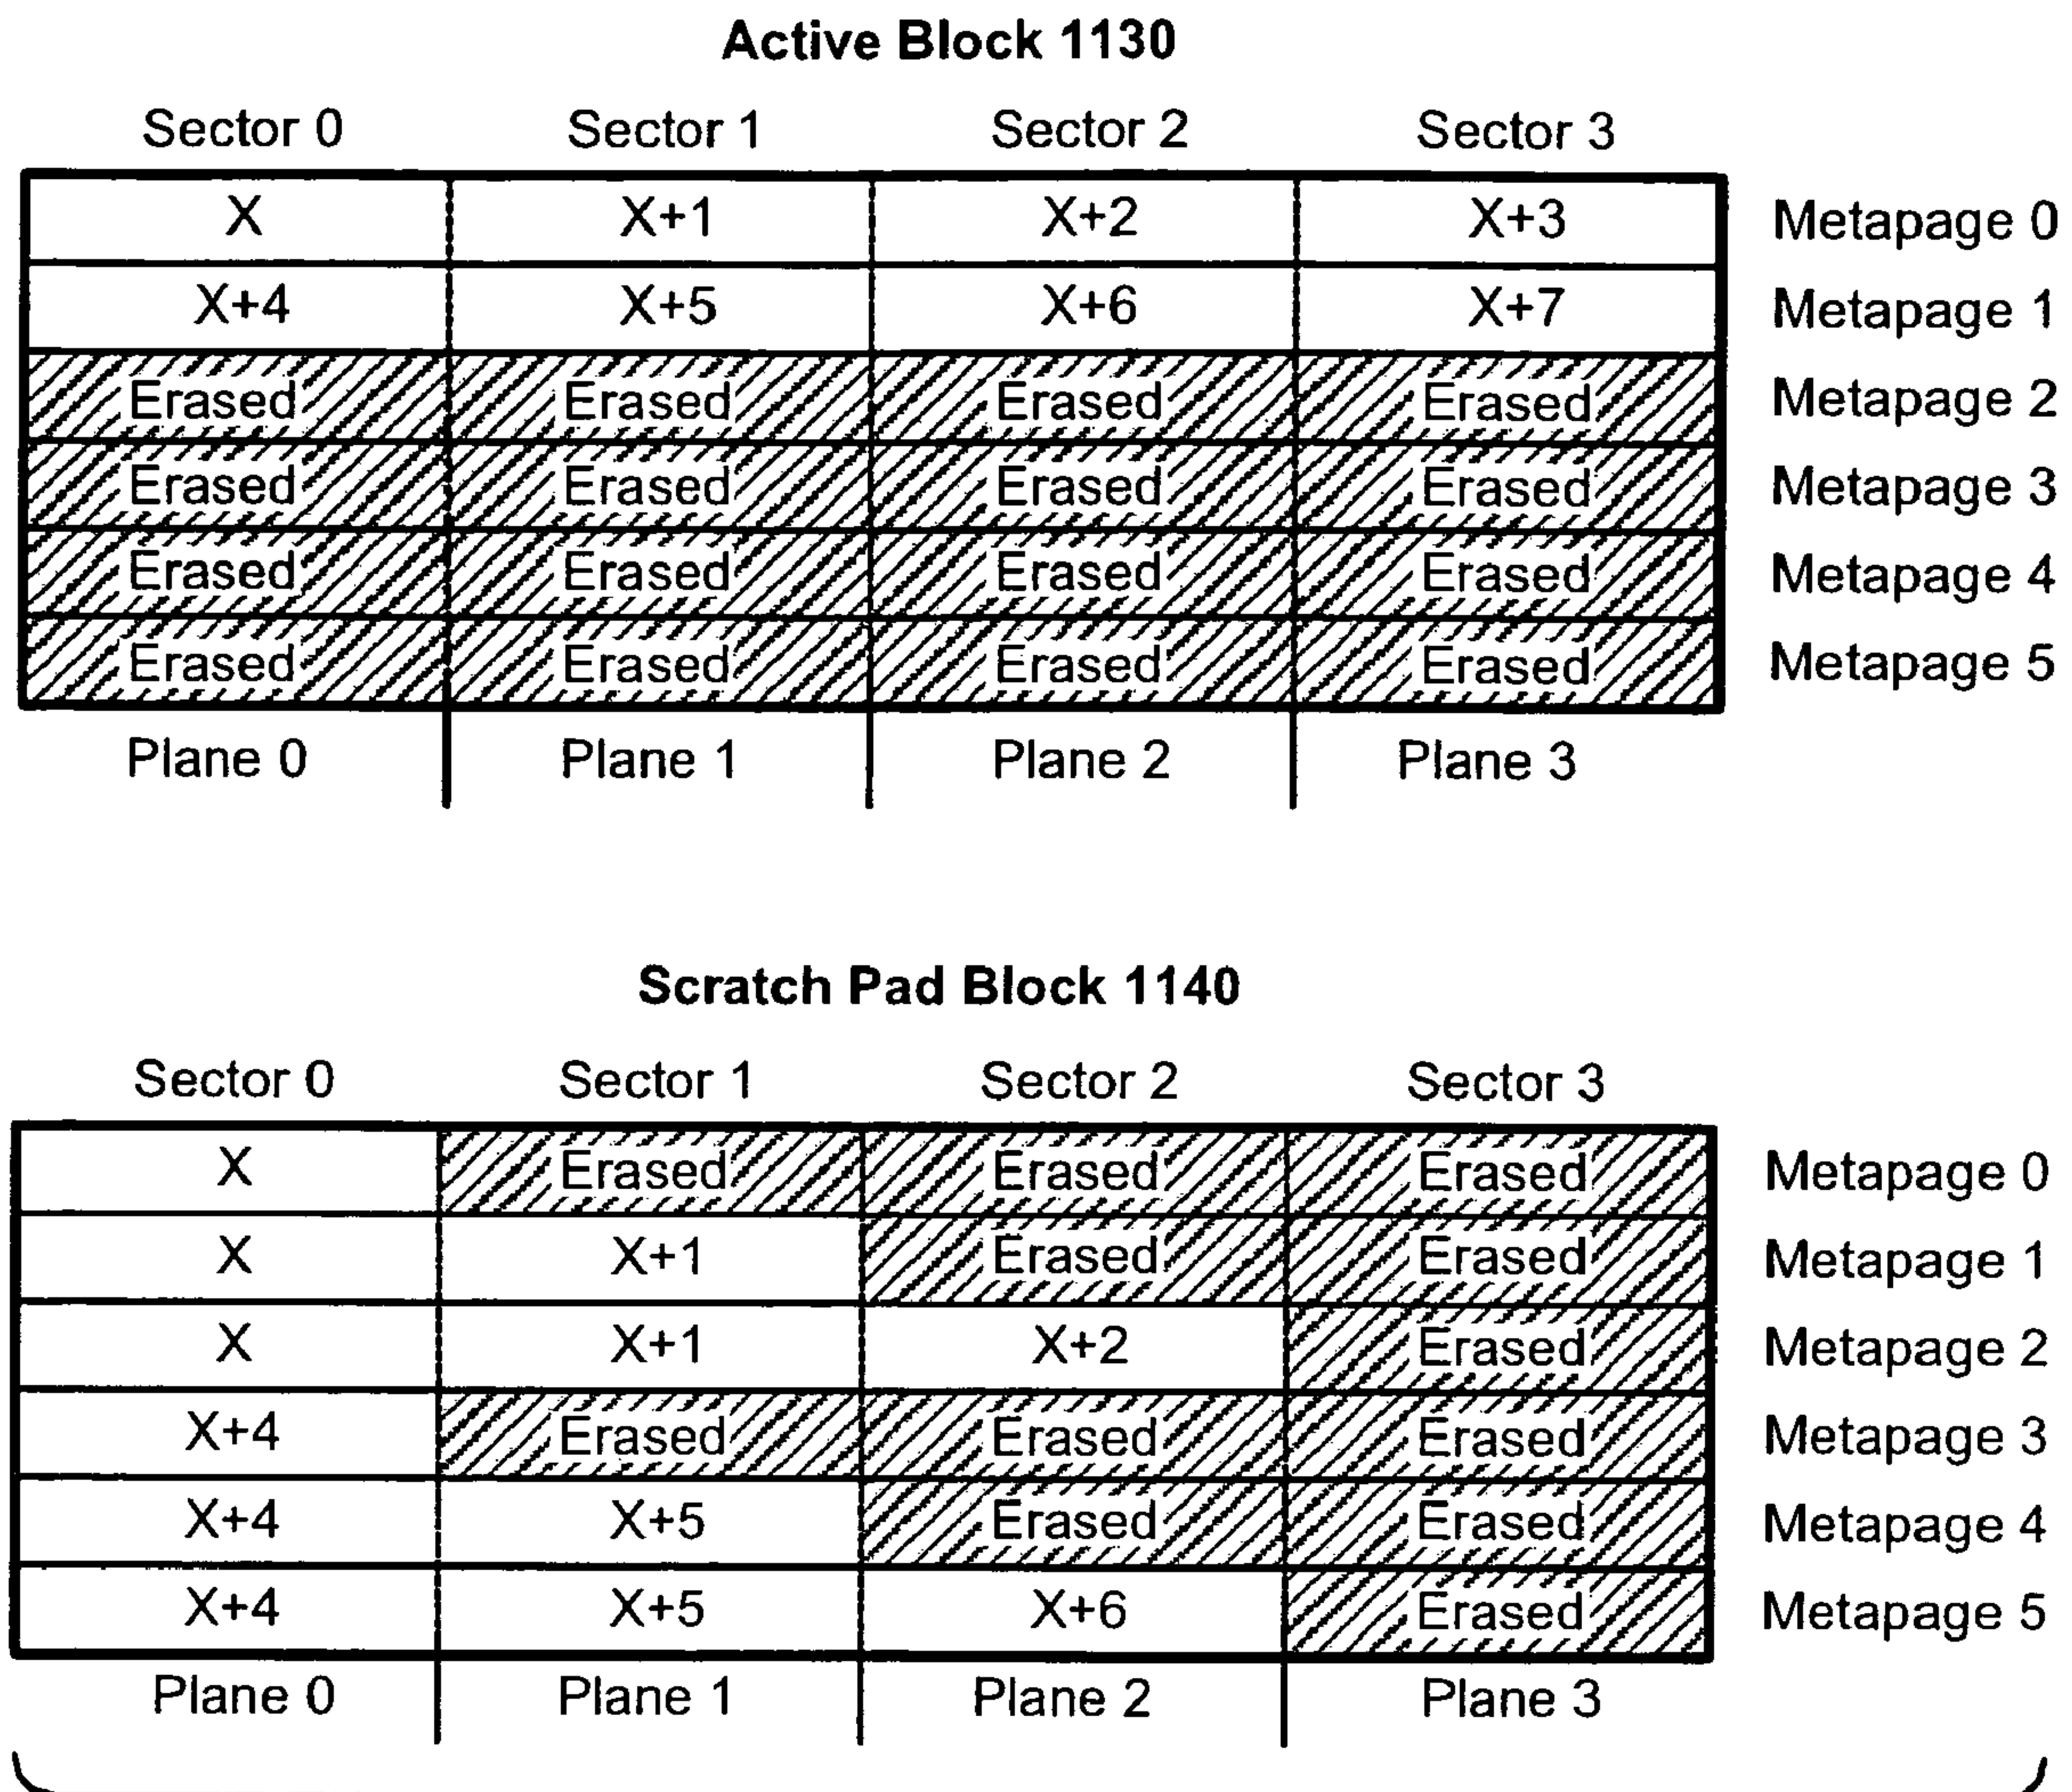 Active Block 1130
Sector 0 Sector 1 Sector 2 Sector 3
X X+1 X+2 X+3 Metapage 0
X+4 X+5 X+6 X+7 Metapage 1
Erased Erased Erased Erased Metapage 2
Erased Erased Erased Erased Metapage 3
Erased Erased Erased Erased Metapage 4
Erased Erased Erased Erased Metapage 5
Plane 0 Plane 1 Plane 2 Plane 3
Scratch Pad Block 1140
Sector 0 Sector 1 Sector 2 Sector 3
X Erased Erased Erased Metapage 0
X X+1 Erased Erased Metapage 1
X X+1 X+2 Erased Metapage 2
X+4 Erased Erased Erased Metapage 3
X+4 X+5 Erased Erased Metapage 4
X+4 X+5 X+6 Erased Metapage 5
Plane 0 Plane 1 Plane 2 Plane 3